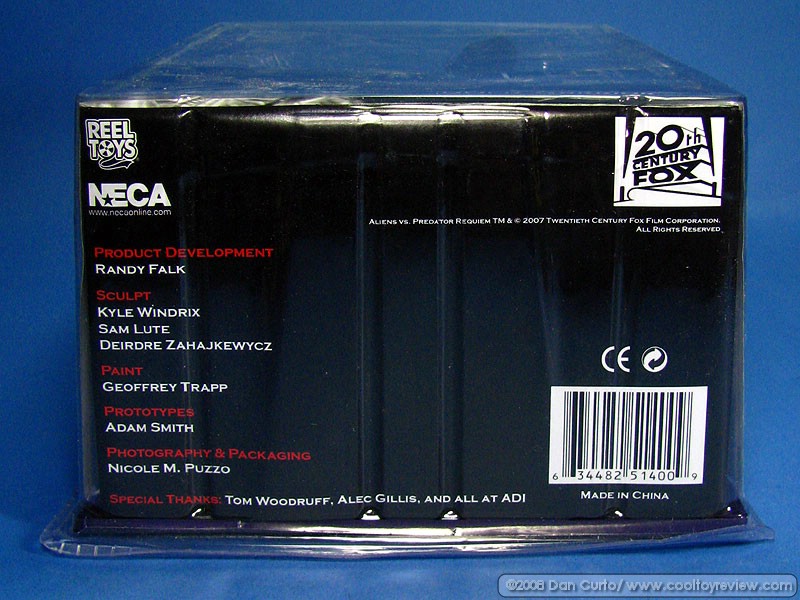 REEL
TOYS
NECA
www.necaonline.com
20th
CENTURY
FOX
ALIENS VS. PREDATOR REQUIEM TM & © 2007 TWENTIETH CENTURY FOX FILM CORPORATION.
ALL RIGHTS RESERVED
PRODUCT DEVELOPMENT
RANDY FALK
SCULPT
KYLE WINDRIX
SAM LUTE
DEIRDRE ZAHAJKEWYCZ
PAINT
GEOFFREY TRAPP
PROTOTYPES
ADAM SMITH
PHOTOGRAPHY & PACKAGING
NICOLE M. PUZZO
SPECIAL THANKS: TOM WOODRUFF, ALEC GILLIS, AND ALL AT ADI
CE
6 34482 51400 9
MADE IN CHINA
©2008 Dan Curto/ www.cooltoyreview.com